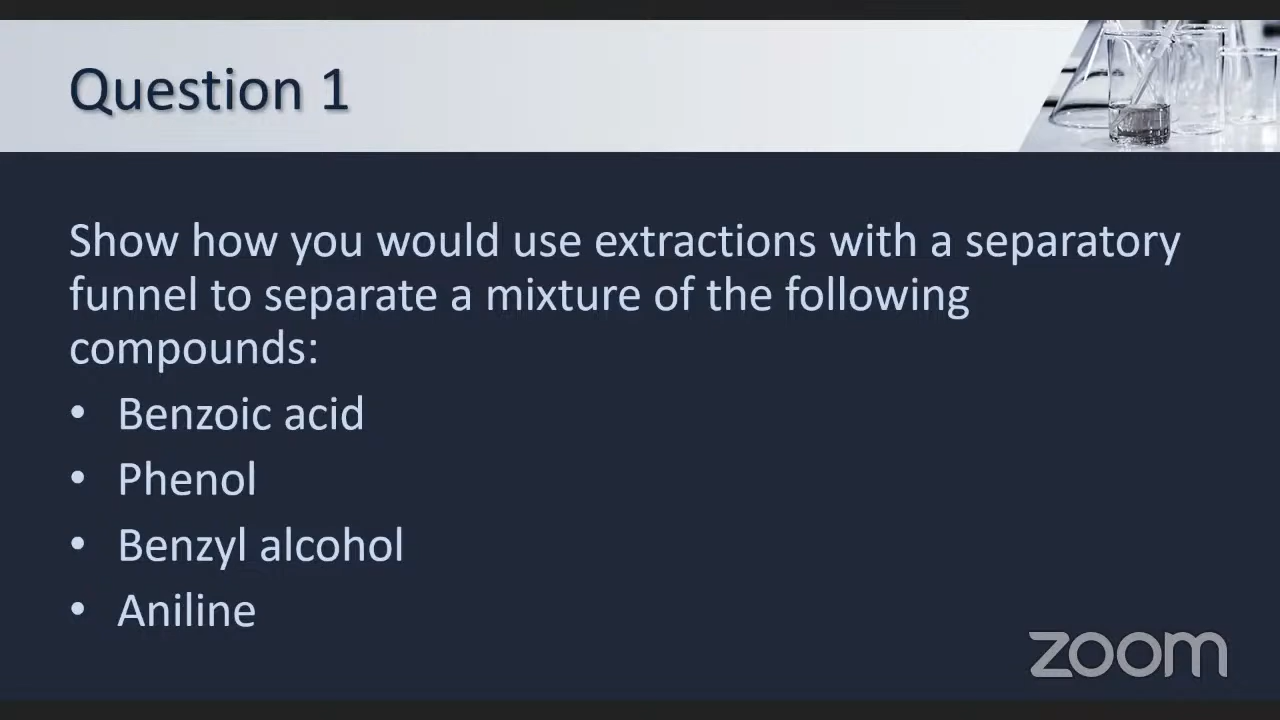 Question 1
Show how you would use extractions with a separatory
funnel to separate a mixture of the following
compounds:
• Benzoic acid
• Phenol
• Benzyl alcohol
• Aniline
zoom